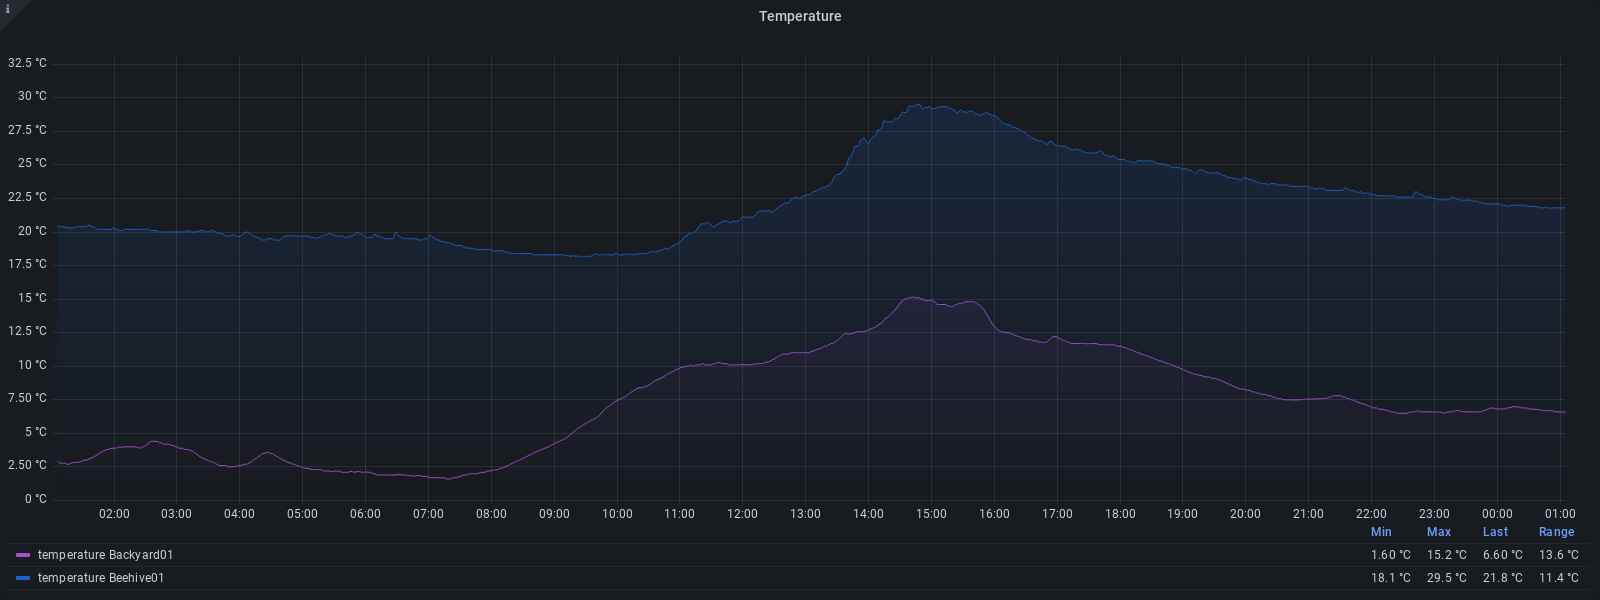 i
Temperature
32.5 °C
30 °C
27.5 °C
25 °C
22.5 °C
20 °C
17.5 °C
15 °C
12.5 °C
10 °C
7.50 °C
5 °C
2.50 °C
0 °C
02:00 03:00 04:00 05:00 06:00 07:00 08:00 09:00 10:00 11:00 12:00 13:00 14:00 15:00 16:00 17:00 18:00 19:00 20:00 21:00 22:00 23:00 00:00 01:00
Min Max Last Range
temperature Backyard01 1.60 °C 15.2 °C 6.60 °C 13.6 °C
temperature Beehive01 18.1 °C 29.5 °C 21.8 °C 11.4 °C